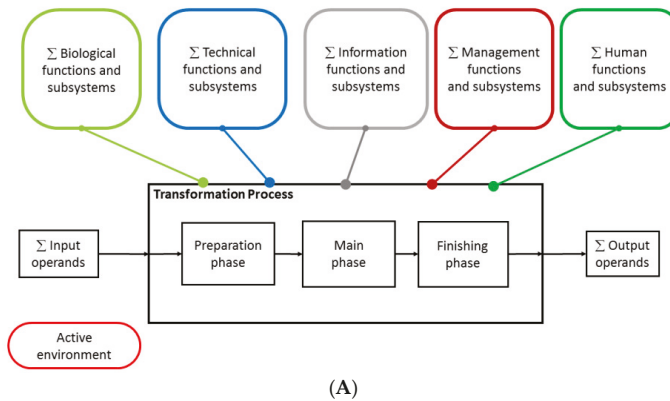 ∑ Biological
functions and
subsystems
∑ Technical
functions and
subsystems
∑ Information
functions and
subsystems
∑ Management
functions
and subsystems
∑ Human
functions
and subsystems
Transformation Process
∑ Input
operands
Preparation
phase
Main
phase
Finishing
phase
∑ Output
operands
Active
environment
(A)